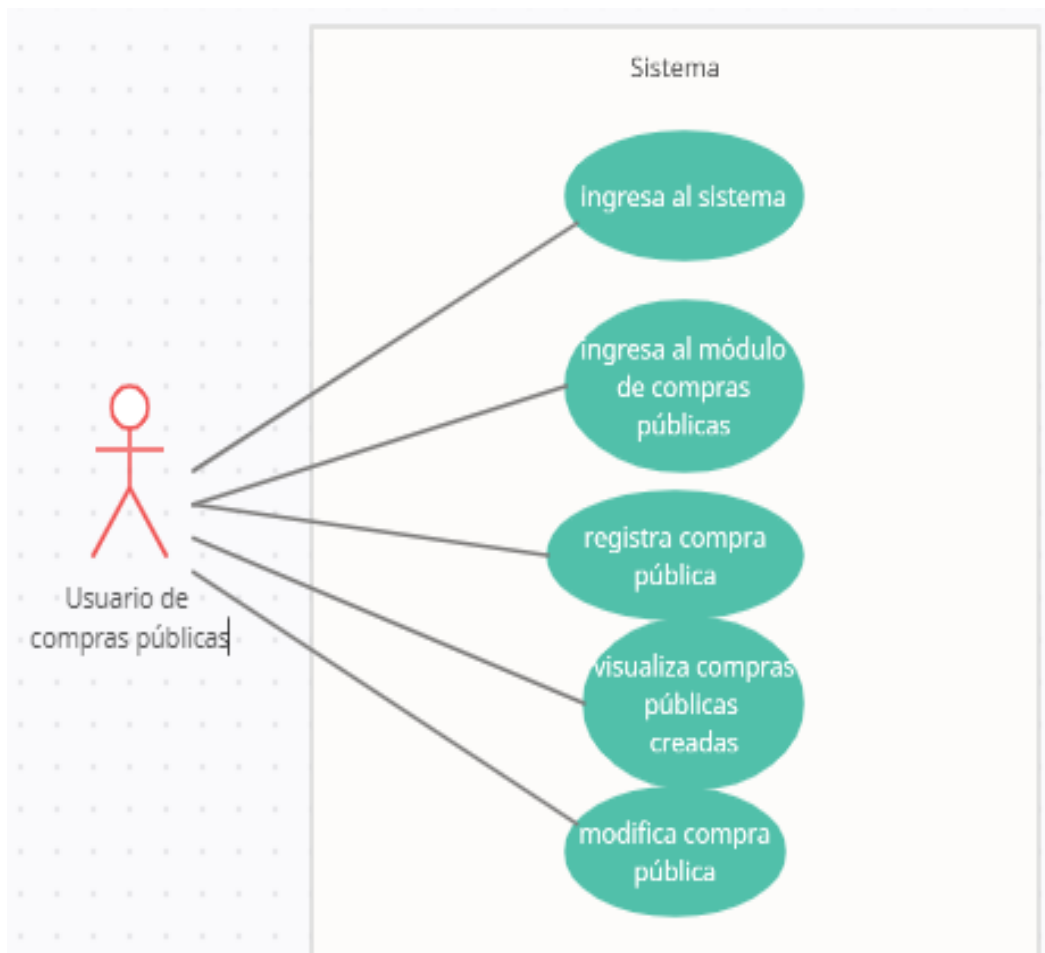 Sistema
ingresa al sistema
ingresa al módulo
de compras
públicas
registra compra
pública
visualiza compras
públicas
creadas
modifica compra
pública
Usuario de
compras públicas